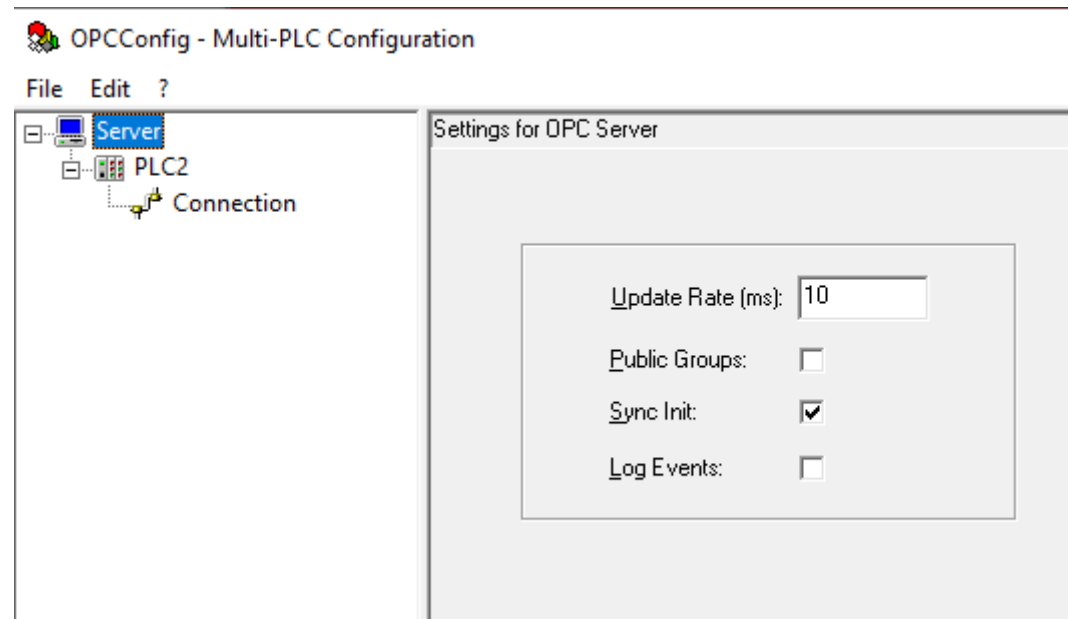 OPCConfig - Multi-PLC Configuration
File Edit ?
Server
PLC2
Connection
Settings for OPC Server
Update Rate (ms): 10
Public Groups:
Sync Init:
Log Events: